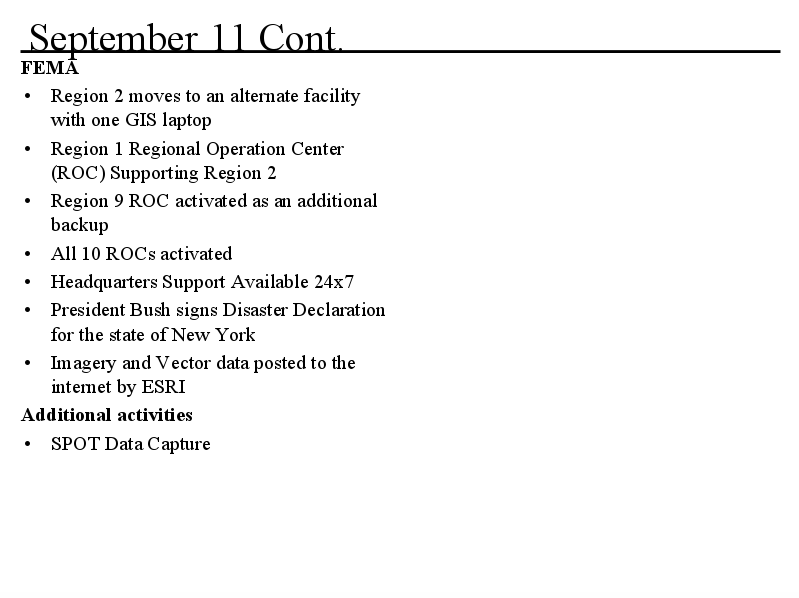 September 11 Cont.
FEMA
• Region 2 moves to an alternate facility
with one GIS laptop
• Region 1 Regional Operation Center
(ROC) Supporting Region 2
• Region 9 ROC activated as an additional
backup
• All 10 ROCs activated
• Headquarters Support Available 24x7
• President Bush signs Disaster Declaration
for the state of New York
• Imagery and Vector data posted to the
internet by ESRI
Additional activities
• SPOT Data Capture